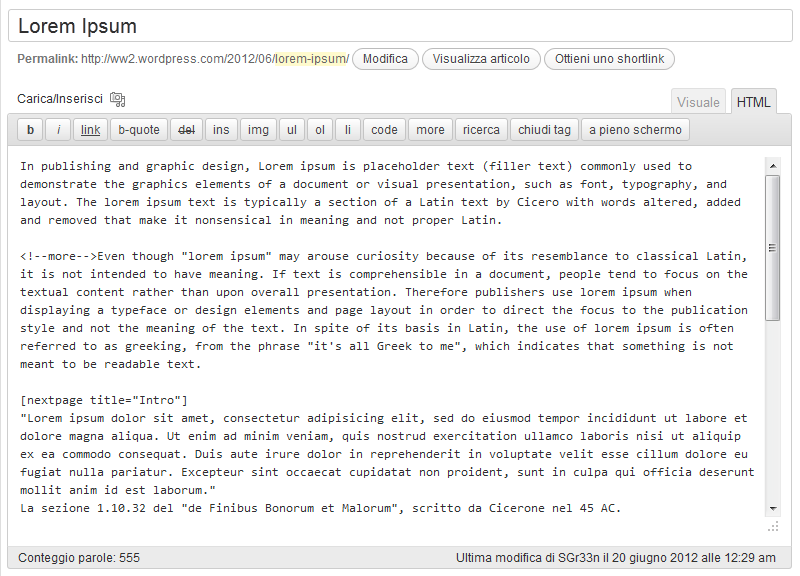 Lorem Ipsum
Permalink: http://ww2.wordpress.com/2012/06/lorem-ipsum/ Modifica Visualizza articolo Ottieni uno shortlink
Carica/Inserisci
Visuale HTML
b i link b-quote del ins img ul ol li code more ricerca chiudi tag a pieno schermo
In publishing and graphic design, Lorem ipsum is placeholder text (filler text) commonly used to
demonstrate the graphics elements of a document or visual presentation, such as font, typography, and
layout. The lorem ipsum text is typically a section of a Latin text by Cicero with words altered, added
and removed that make it nonsensical in meaning and not proper Latin.
<!--more-->Even though "lorem ipsum" may arouse curiosity because of its resemblance to classical Latin,
it is not intended to have meaning. If text is comprehensible in a document, people tend to focus on the
textual content rather than upon overall presentation. Therefore publishers use lorem ipsum when
displaying a typeface or design elements and page layout in order to direct the focus to the publication
style and not the meaning of the text. In spite of its basis in Latin, the use of lorem ipsum is often
referred to as greeking, from the phrase "it's all Greek to me", which indicates that something is not
meant to be readable text.
[nextpage title="Intro"]
"Lorem ipsum dolor sit amet, consectetur adipisicing elit, sed do eiusmod tempor incididunt ut labore et
dolore magna aliqua. Ut enim ad minim veniam, quis nostrud exercitation ullamco laboris nisi ut aliquip
ex ea commodo consequat. Duis aute irure dolor in reprehenderit in voluptate velit esse cillum dolore eu
fugiat nulla pariatur. Excepteur sint occaecat cupidatat non proident, sunt in culpa qui officia deserunt
mollit anim id est laborum."
La sezione 1.10.32 del "de Finibus Bonorum et Malorum", scritto da Cicerone nel 45 AC.
Conteggio parole: 555 Ultima modifica di SGr33n il 20 giugno 2012 alle 12:29 am